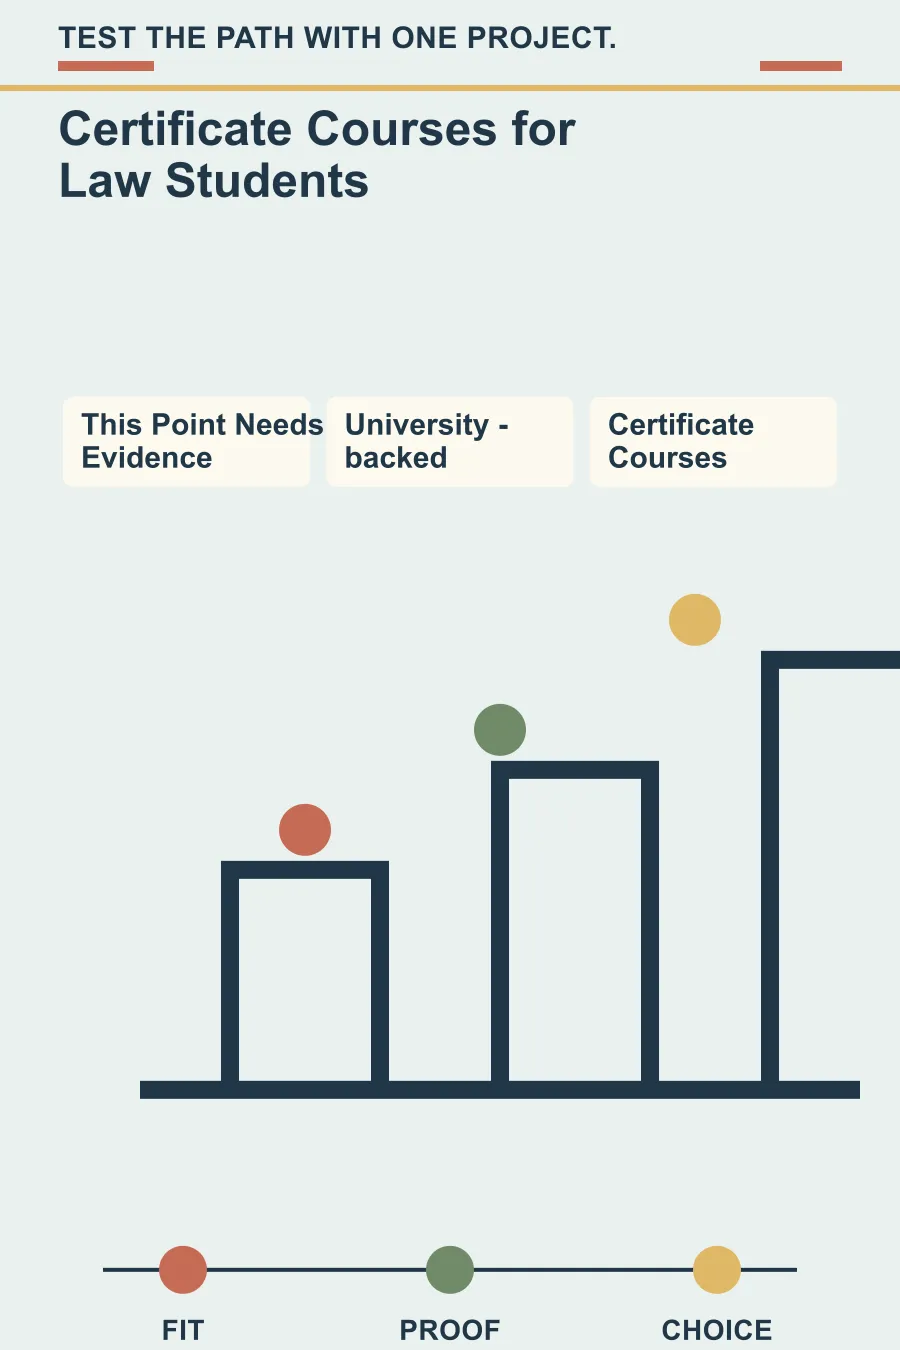 TEST THE PATH WITH ONE PROJECT.
Certificate Courses for
Law Students
This Point Needs
Evidence
University -
backed
Certificate
Courses
FIT
PROOF
CHOICE